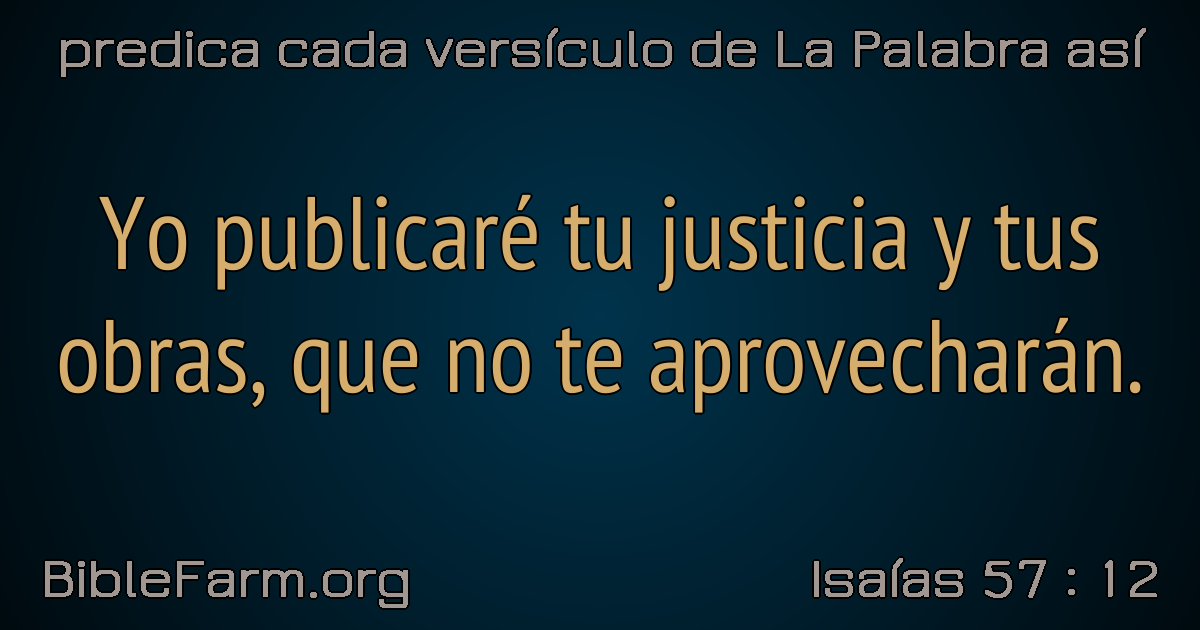 predica cada versículo de La Palabra así
Yo publicaré tu justicia y tus
obras, que no te aprovecharán.
BibleFarm.org
Isaías 57 : 12